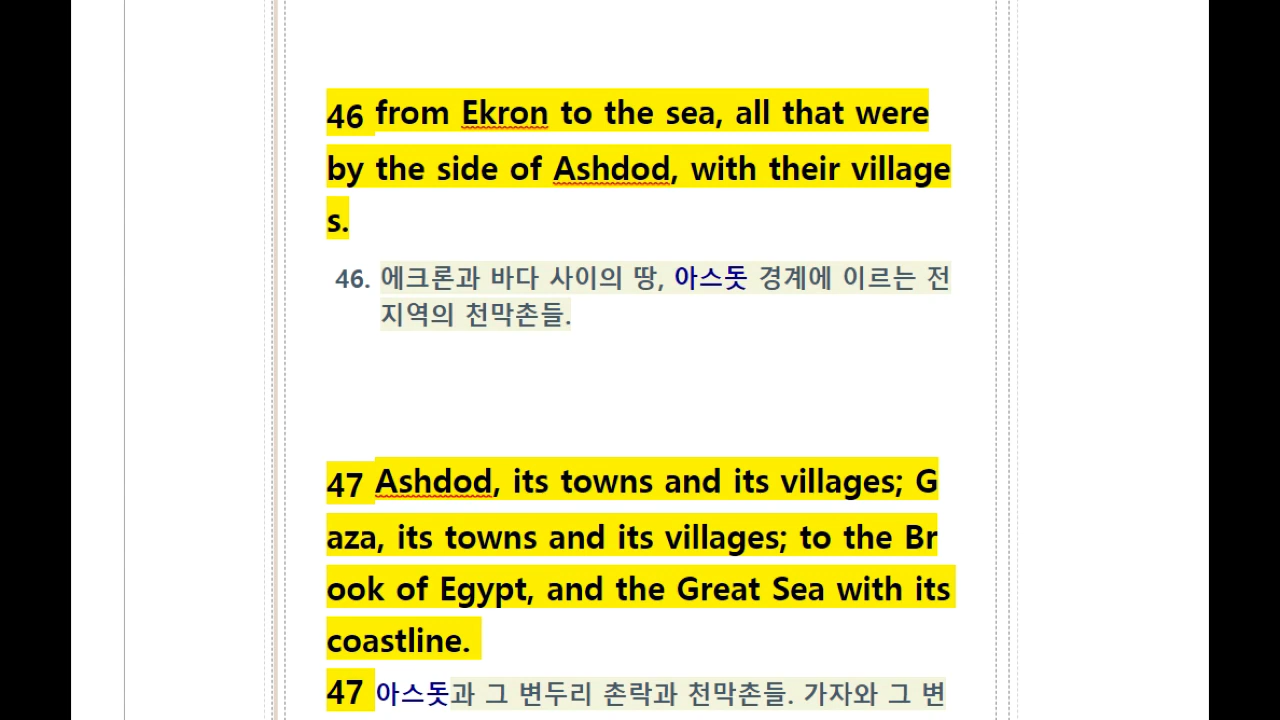 46 from Ekron to the sea, all that were
by the side of Ashdod, with their village
s.
46. 에크론과 바다 사이의 땅, 아스돗 경계에 이르는 전
지역의 천막촌들.
47 Ashdod, its towns and its villages; G
aza, its towns and its villages; to the Br
ook of Egypt, and the Great Sea with its
coastline.
47 아스돗과 그 변두리 촌락과 천막촌들. 가자와 그 변